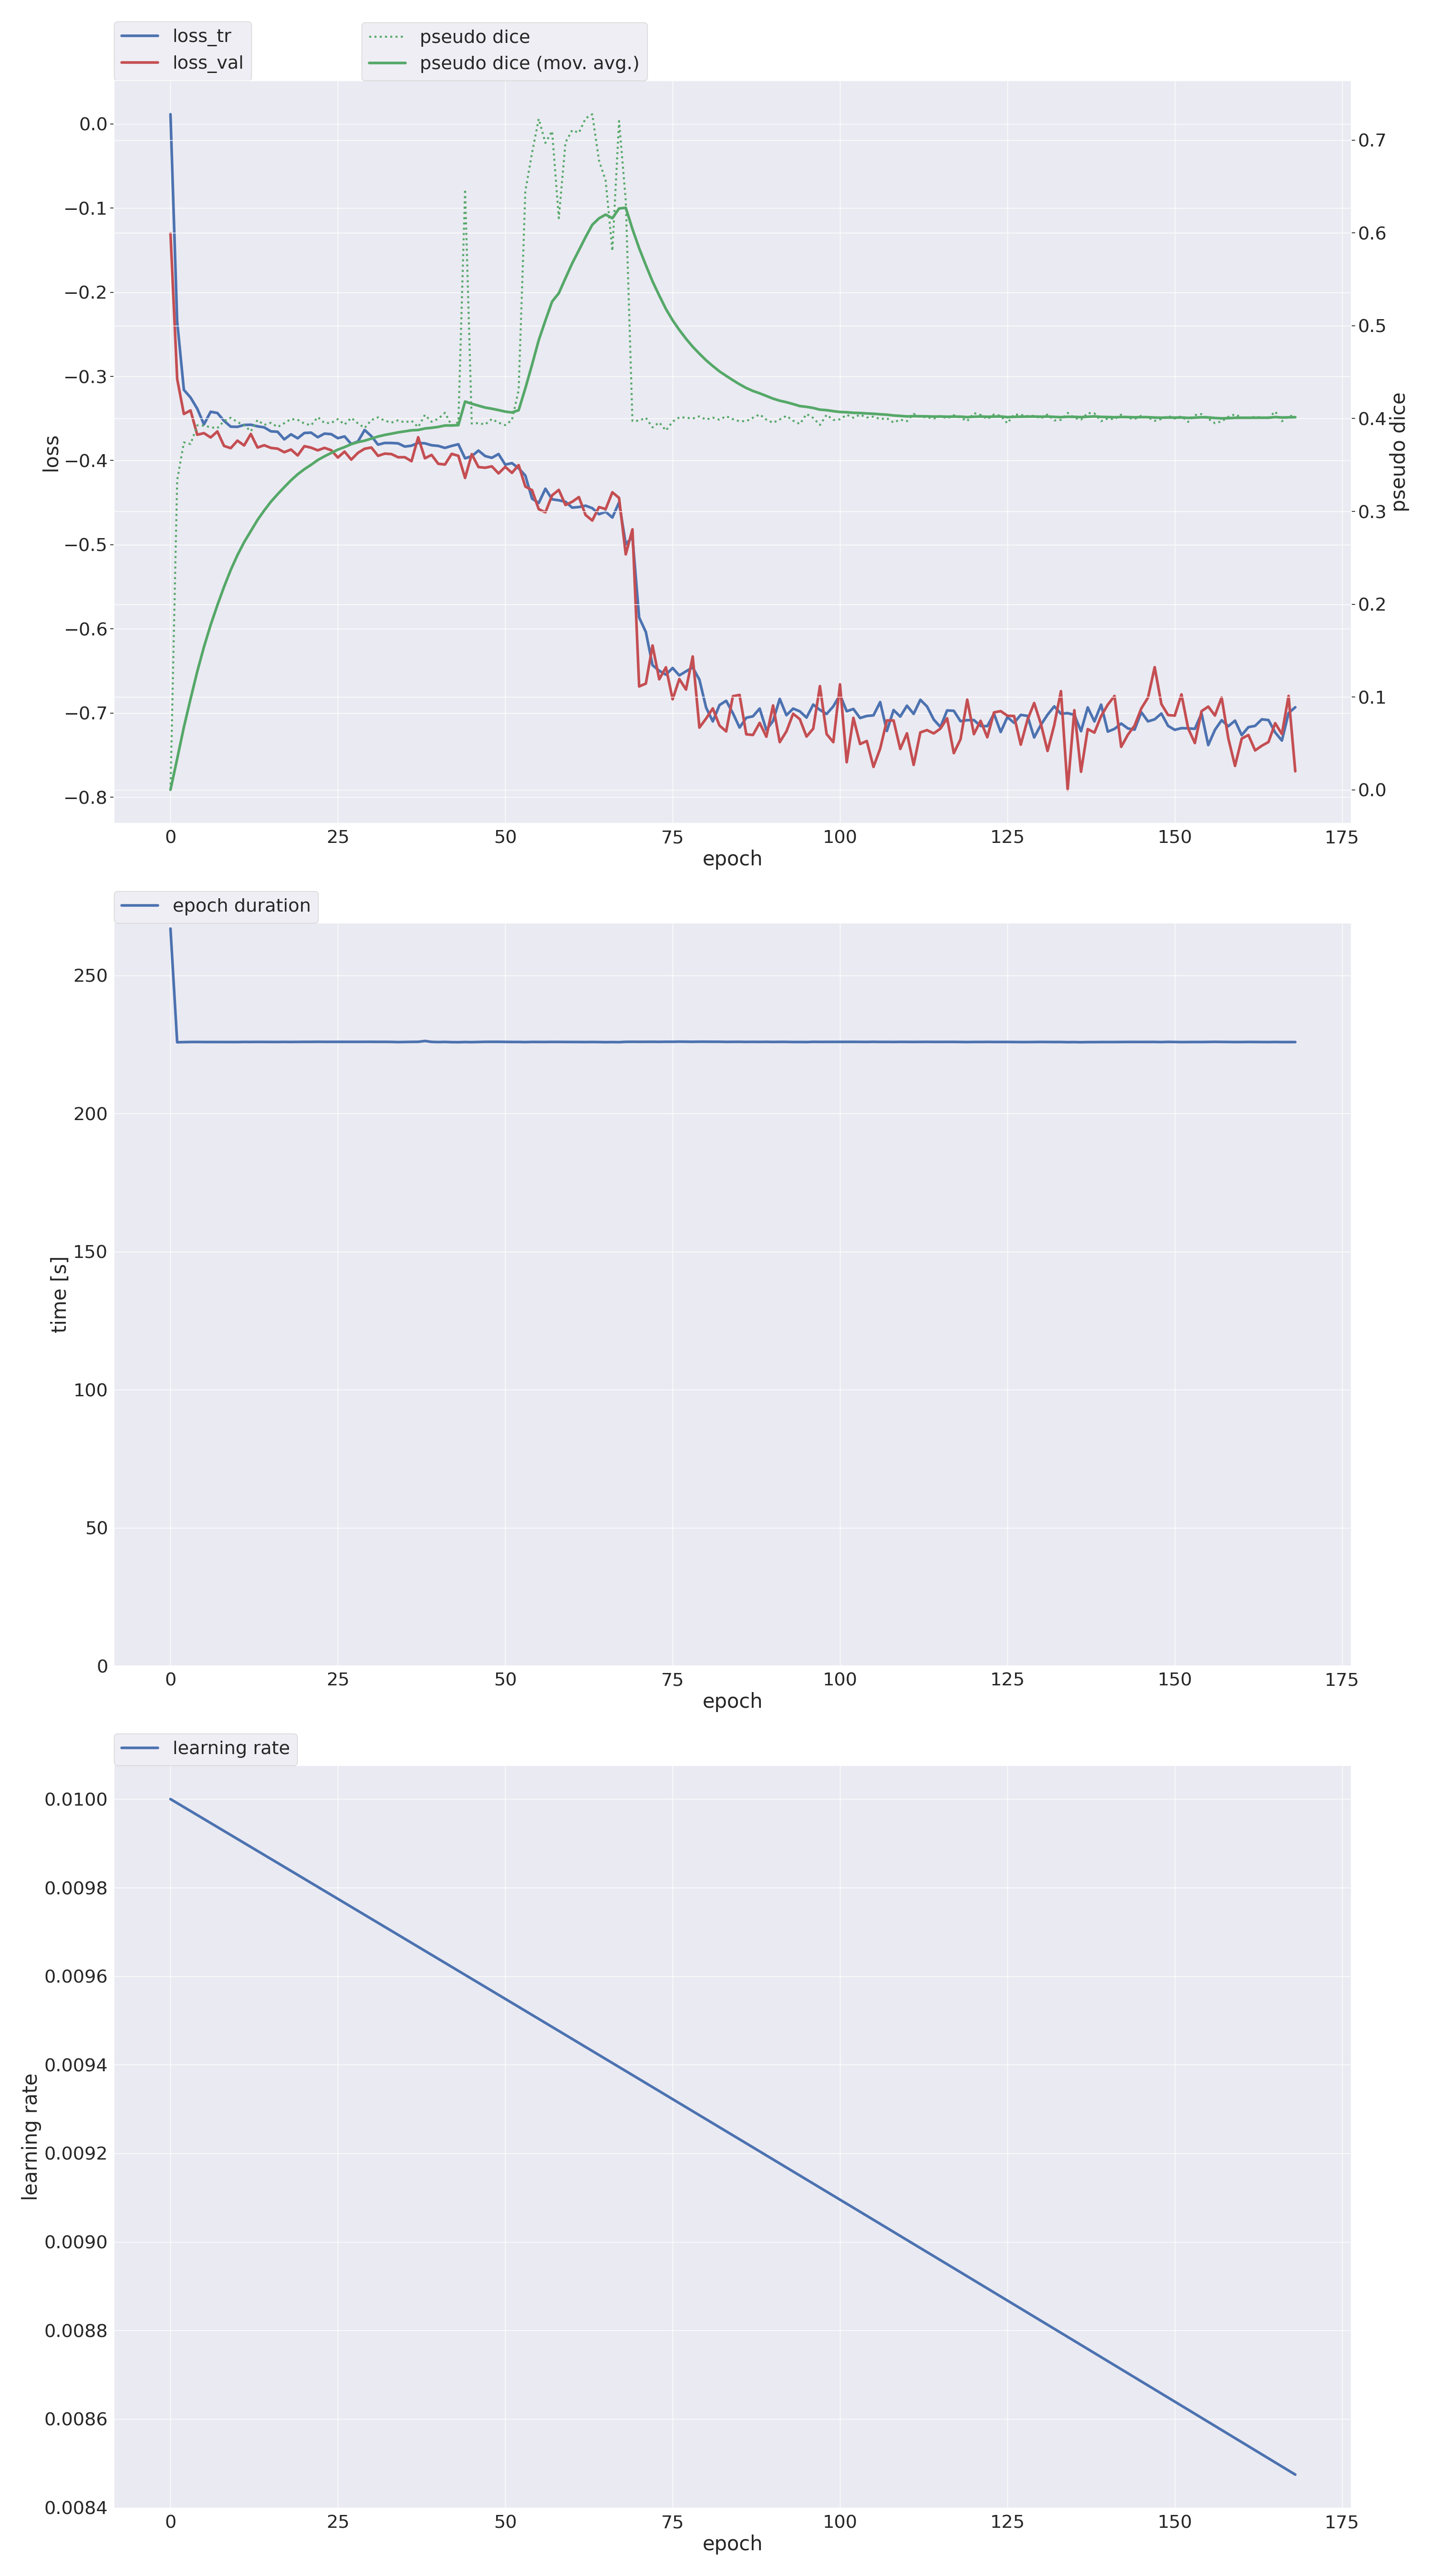 loss_tr
loss_val
pseudo dice
pseudo dice (mov. avg.)
0.0
−0.1
−0.2
−0.3
−0.4
−0.5
−0.6
−0.7
−0.8
loss
0.7
0.6
0.5
0.4
0.3
0.2
0.1
0.0
pseudo dice
0 25 50 75 100 125 150 175
epoch
epoch duration
250
200
150
100
50
0
time [s]
0 25 50 75 100 125 150 175
epoch
learning rate
0.0100
0.0098
0.0096
0.0094
0.0092
0.0090
0.0088
0.0086
0.0084
learning rate
0 25 50 75 100 125 150 175
epoch